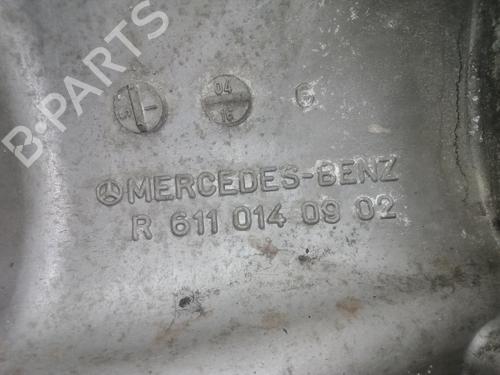 B-PARTS
04
16
6
MERCEDES-BENZ
R 611 014 09 02